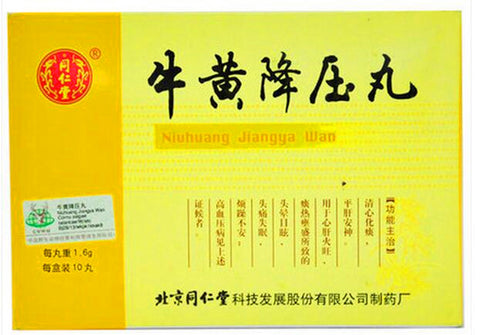 同仁堂
®
牛黄降压丸
Niuhuang Jiangya Wan
【功能主治】
清心化痰，
平肝安神。
用于心肝火旺、
痰热壅盛所致的
头晕目眩、
头痛失眠、
烦躁不安；
高血压病见上述
证候者。
牛黄降压丸
Niuhuang Jiangya Wan
每丸重 1.6g
每盒装 10 丸
北京同仁堂科技发展股份有限公司制药厂